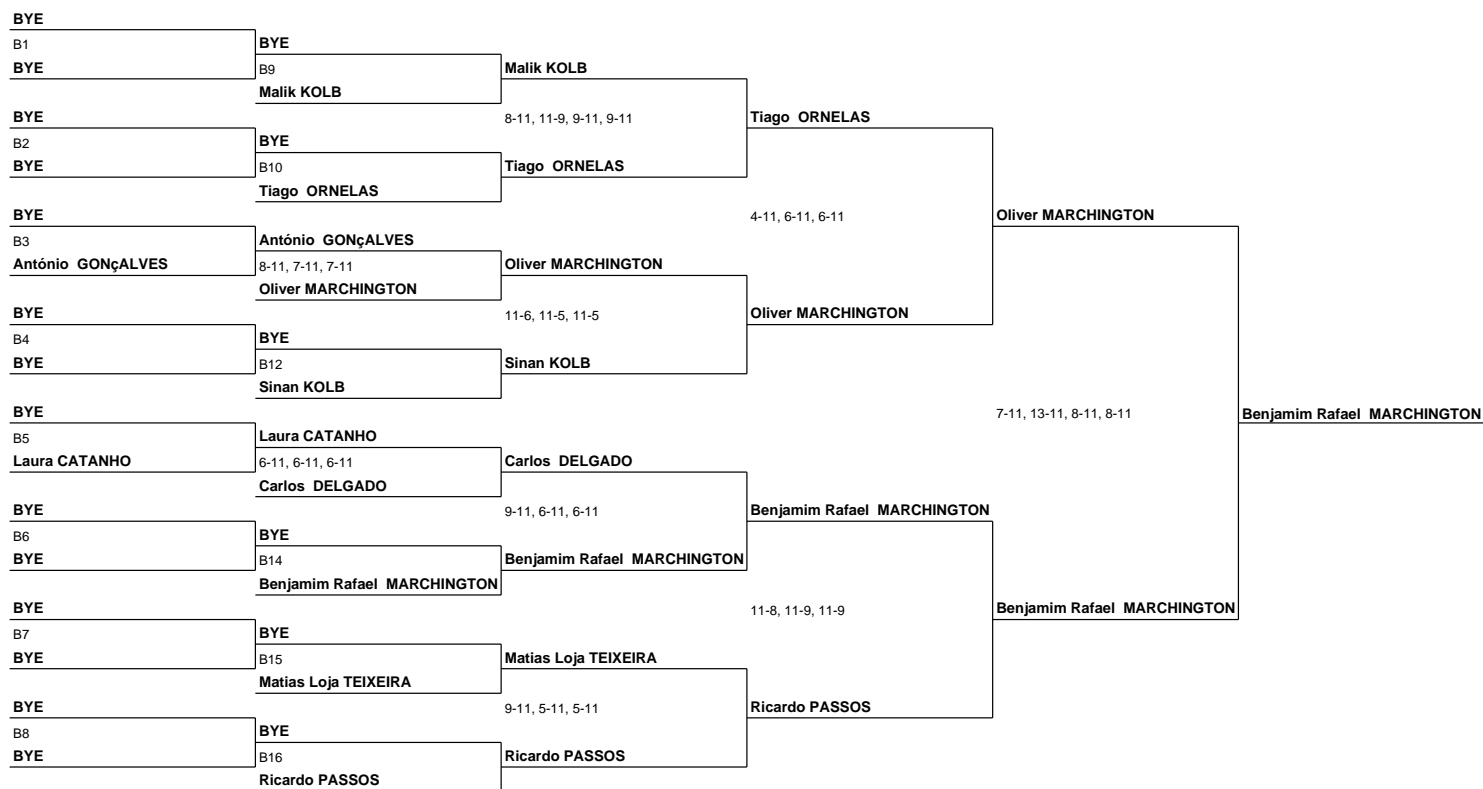 BYE
B1
BYE
BYE
B9
Malik KOLB
Malik KOLB
8-11, 11-9, 9-11, 9-11
BYE
B2
BYE
BYE
B10
Tiago ORNELAS
Tiago ORNELAS
Tiago ORNELAS
4-11, 6-11, 6-11
BYE
B3
António GONçALVES
António GONçALVES
8-11, 7-11, 7-11
Oliver MARCHINGTON
Oliver MARCHINGTON
11-6, 11-5, 11-5
BYE
B4
BYE
BYE
B12
Sinan KOLB
Sinan KOLB
Oliver MARCHINGTON
Oliver MARCHINGTON
7-11, 13-11, 8-11, 8-11
Benjamim Rafael MARCHINGTON
BYE
B5
Laura CATANHO
Laura CATANHO
6-11, 6-11, 6-11
Carlos DELGADO
Carlos DELGADO
9-11, 6-11, 6-11
BYE
B6
BYE
BYE
B14
Benjamim Rafael MARCHINGTON
Benjamim Rafael MARCHINGTON
Benjamim Rafael MARCHINGTON
11-8, 11-9, 11-9
Benjamim Rafael MARCHINGTON
BYE
B7
BYE
BYE
B15
Matias Loja TEIXEIRA
Matias Loja TEIXEIRA
9-11, 5-11, 5-11
BYE
B8
BYE
BYE
B16
Ricardo PASSOS
Ricardo PASSOS
Ricardo PASSOS